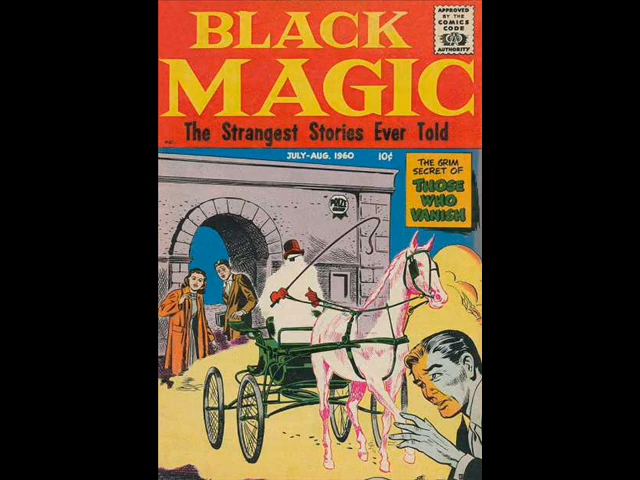 BLACK
MAGIC
The Strangest Stories Ever Told
APPROVED
BY THE
COMICS
CODE
AUTHORITY
JULY-AUG. 1960 10¢
THE GRIM
SECRET OF
THOSE
WHO
VANISH
PRIZE